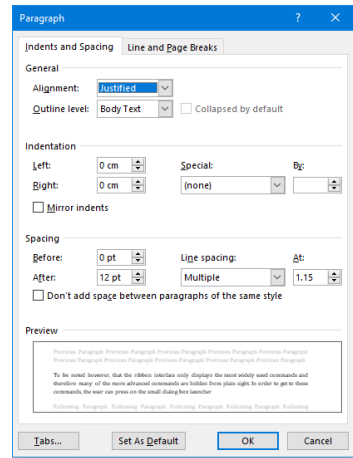 Paragraph ? X
Indents and Spacing Line and Page Breaks
General
Alignment: Justified
Outline level: Body Text Collapsed by default
Indentation
Left: 0 cm Special: By:
Right: 0 cm (none)
Mirror indents
Spacing
Before: 0 pt Line spacing: At:
After: 12 pt Multiple 1.15
Don't add space between paragraphs of the same style
Preview
Previous Paragraph Previous Paragraph Previous Paragraph Previous Paragraph Previous Paragraph
Previous Paragraph Previous Paragraph Previous Paragraph Previous Paragraph Previous Paragraph
To be noted however, that the ribbon interface only displays the most widely used commands and
therefore many of the more advanced commands are hidden from plain sight. In order to get to these
commands, the user can press on the small dialog box launcher
Following Paragraph Following Paragraph Following Paragraph Following Paragraph Following
Tabs... Set As Default OK Cancel